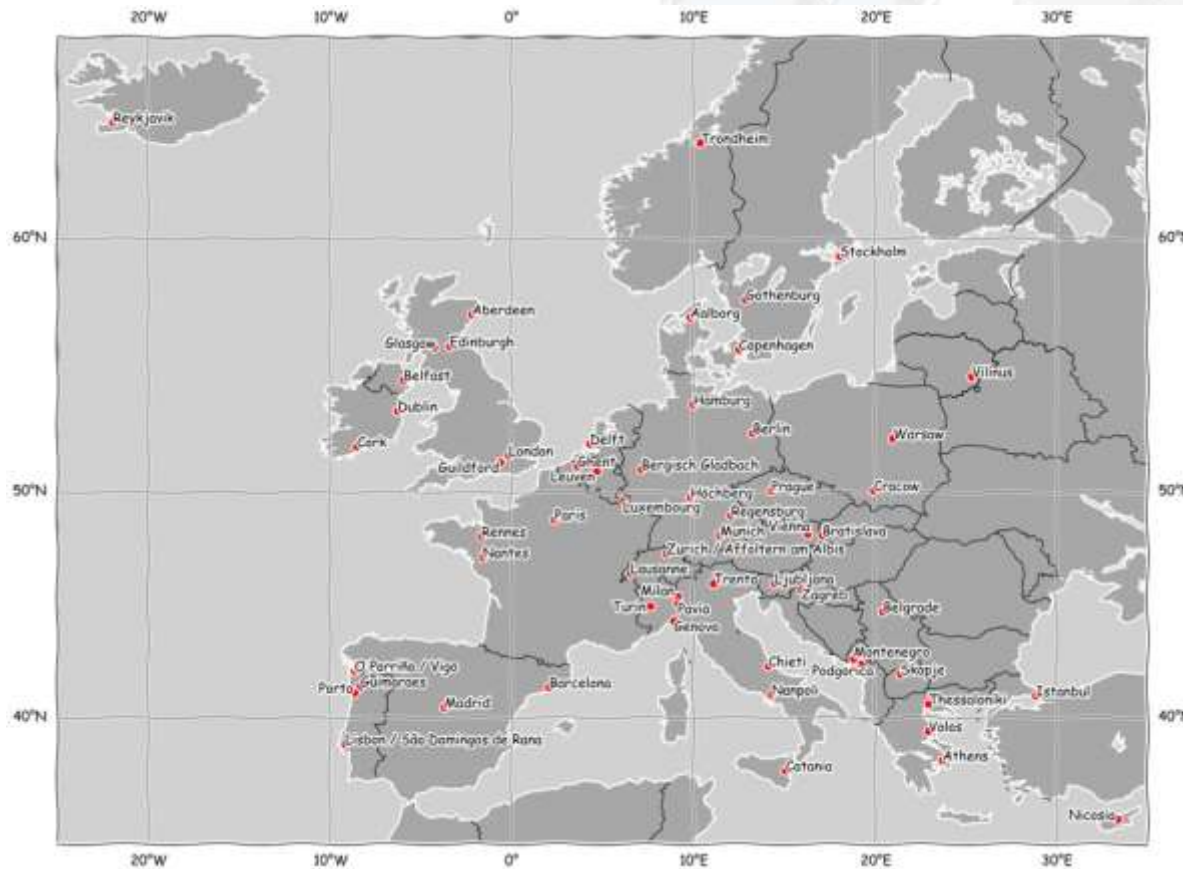 20°W 10°W 0° 10°E 20°E 30°E
Reykjavik
Trondheim
60°N 60°N
Stockholm
Gothenburg
Aberdeen
Aalborg
Glasgow Edinburgh
Copenhagen
Belfast
Vilnus
Dublin
Hamburg
Cork
Berlin
Warsaw
Delft
London
Guildford
Ghent
Bergisch Gladbach
Leuven
50°N 50°N
Prague
Cracow
Höchberg
Luxembourg
Regensburg
Paris
Vienna
Rennes
Munich
Bratislava
Nantes
Zurich / Affoltern am Albis
Lausanne
Trento
Ljubljana
Milan
Zagreb
Turin
Pavia
Belgrade
Genova
Montenegro
Chieti
O Porriño / Vigo
Podgorica
Skopje
Porto
Guimaraes
Barcelona
Nanpoli
Istanbul
Madrid
Thessaloniki
40°N 40°N
Volos
Lisbon / São Domingos de Rana
Athens
Catania
Nicosia
20°W 10°W 0° 10°E 20°E 30°E